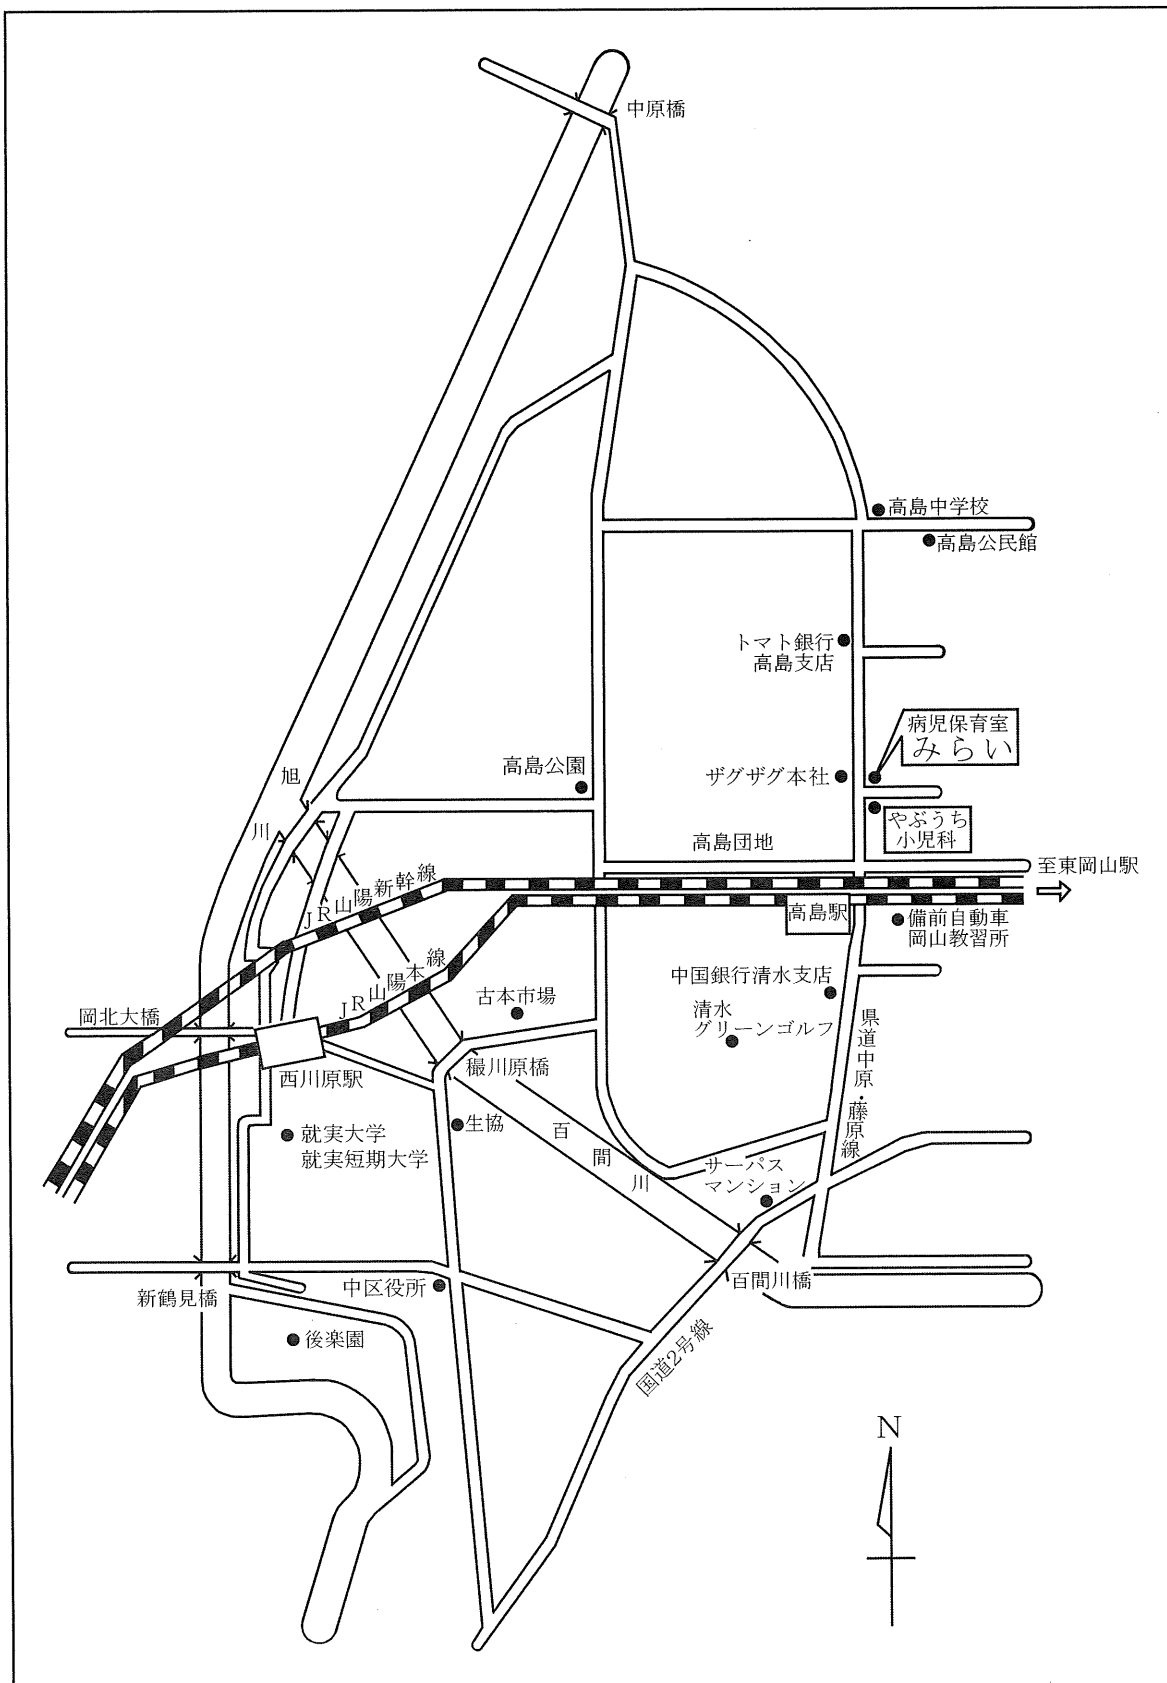 中原橋
高島中学校
高島公民館
トマト銀行
高島支店
病児保育室
みらい
旭川
高島公園
ザグザグ本社
やぶうち
小児科
高島団地
至東岡山駅
JR山陽新幹線
高島駅
備前自動車
岡山教習所
JR山陽本線
中国銀行清水支店
古本市場
清水
グリーンゴルフ
県道中原・藤原線
岡北大橋
西川原駅
穝川原橋
生協
就実大学
就実短期大学
百間川
サーパス
マンション
新鶴見橋
中区役所
百間川橋
後楽園
国道2号線
N